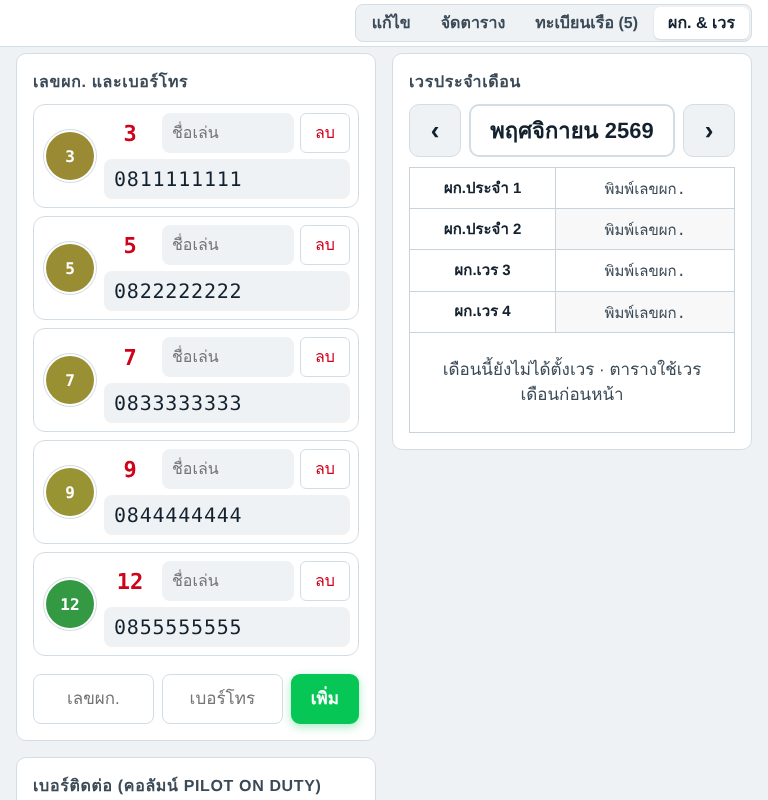 แก้ไข จัดตาราง ทะเบียนเรือ (5) ผก. & เวร
เลขผก. และเบอร์โทร
3 3 ชื่อเล่น ลบ
0811111111
5 5 ชื่อเล่น ลบ
0822222222
7 7 ชื่อเล่น ลบ
0833333333
9 9 ชื่อเล่น ลบ
0844444444
12 12 ชื่อเล่น ลบ
0855555555
เลขผก. เบอร์โทร เพิ่ม
เบอร์ติดต่อ (คอลัมน์ PILOT ON DUTY)
เวรประจำเดือน
‹ พฤศจิกายน 2569 ›
ผก.ประจำ 1 พิมพ์เลขผก.
ผก.ประจำ 2 พิมพ์เลขผก.
ผก.เวร 3 พิมพ์เลขผก.
ผก.เวร 4 พิมพ์เลขผก.
เดือนนี้ยังไม่ได้ตั้งเวร · ตารางใช้เวร
เดือนก่อนหน้า